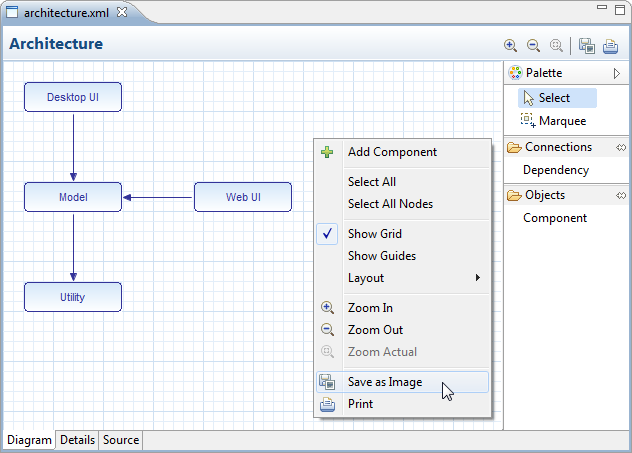 architecture.xml
Architecture
Desktop UI
Model
Web UI
Utility
Add Component
Select All
Select All Nodes
Show Grid
Show Guides
Layout
Zoom In
Zoom Out
Zoom Actual
Save as Image
Print
Palette
Select
Marquee
Connections
Dependency
Objects
Component
Diagram Details Source